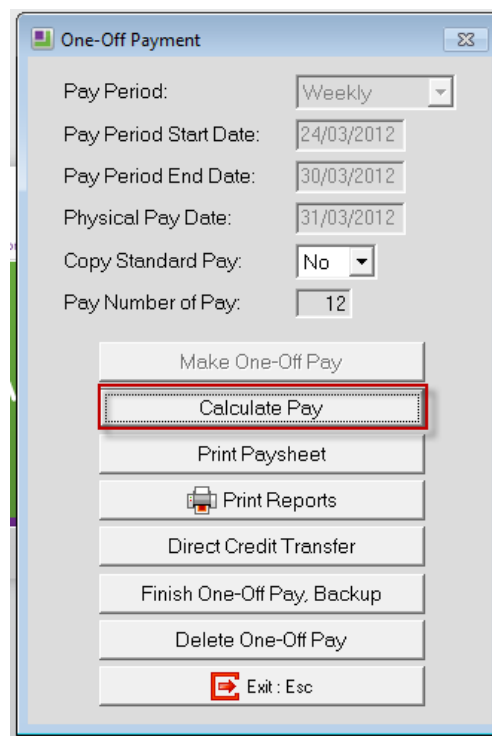 One-Off Payment
Pay Period: Weekly
Pay Period Start Date: 24/03/2012
Pay Period End Date: 30/03/2012
Physical Pay Date: 31/03/2012
Copy Standard Pay: No
Pay Number of Pay: 12
Make One-Off Pay
Calculate Pay
Print Paysheet
Print Reports
Direct Credit Transfer
Finish One-Off Pay, Backup
Delete One-Off Pay
Exit : Esc